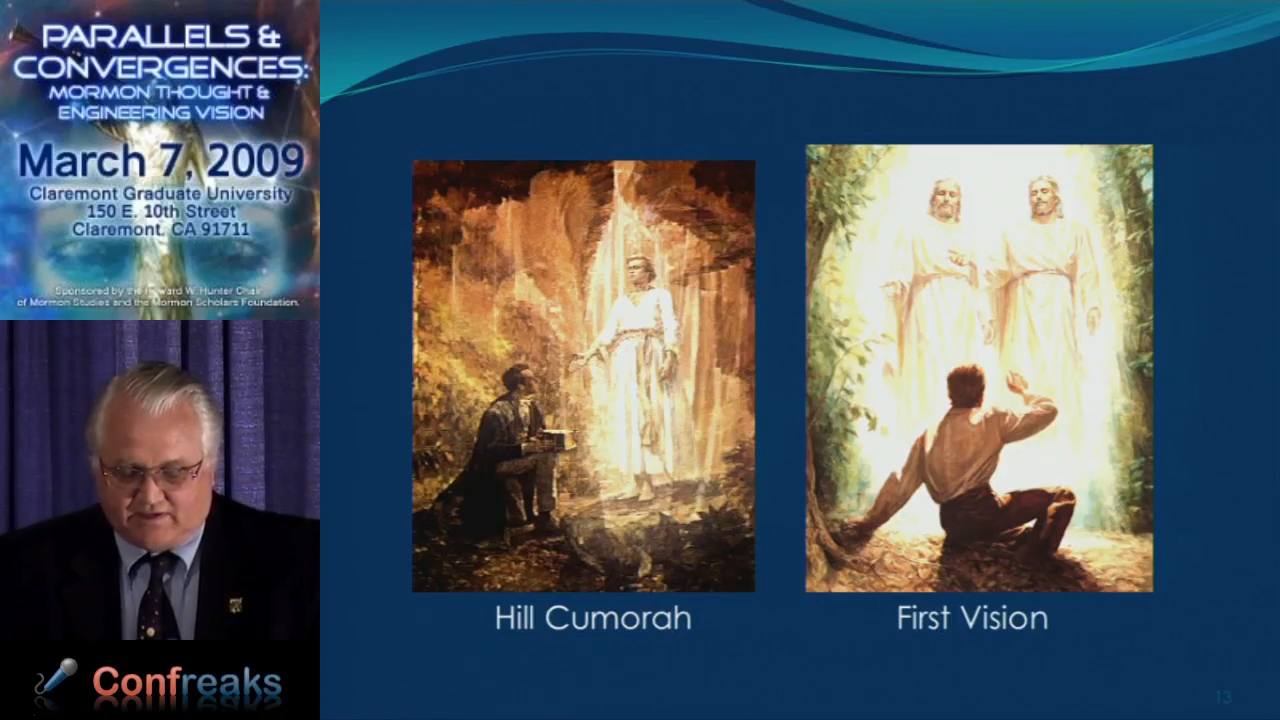 PARALLELS &
CONVERGENCES:
MORMON THOUGHT &
ENGINEERING VISION
March 7, 2009
Claremont Graduate University
150 E. 10th Street
Claremont, CA 91711
Sponsored by the Howard W. Hunter Chair
of Mormon Studies and the Mormon Scholars Foundation.
Hill Cumorah
First Vision
13
Confreaks